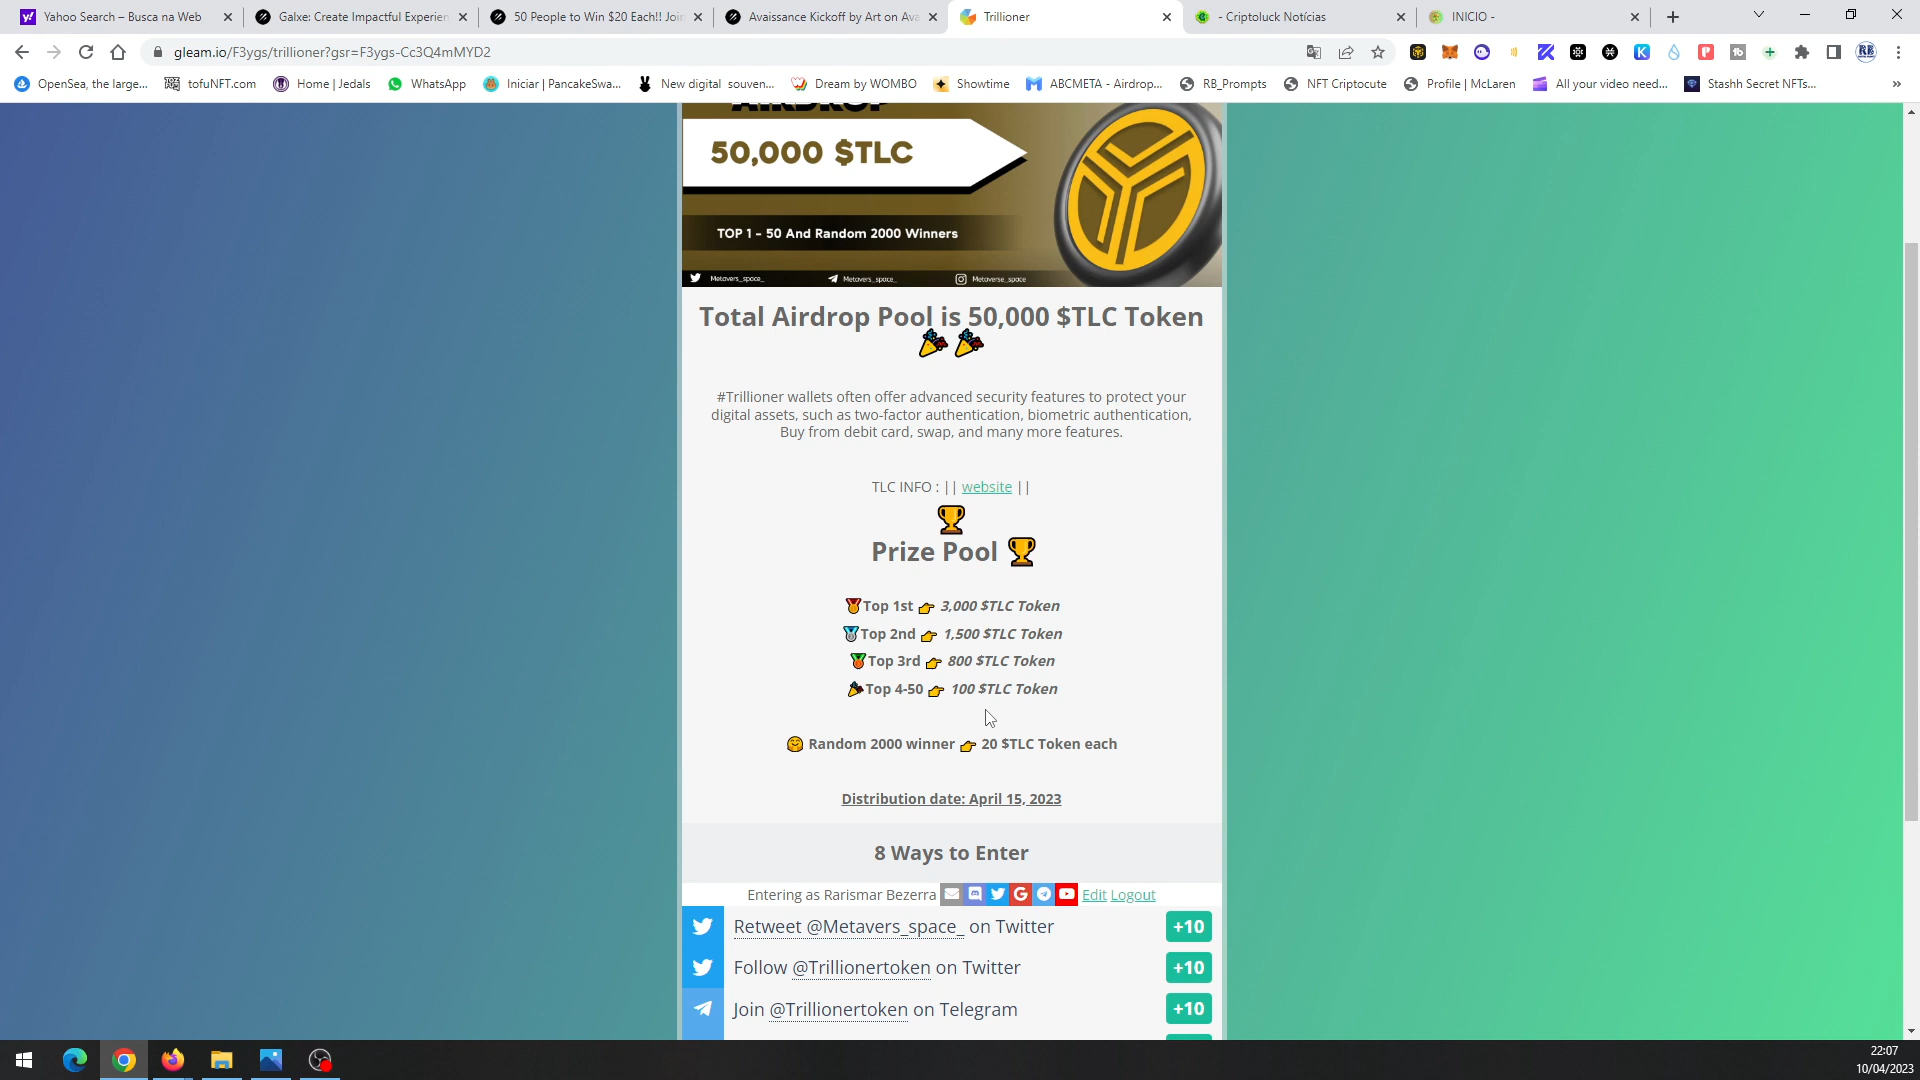 Yahoo Search – Busca na Web
Galxe: Create Impactful Experien
50 People to Win $20 Each!! Joi
Avaissance Kickoff by Art on Ava
Trillioner
- Criptoluck Notícias
INICIO -
gleam.io/F3ygs/trillioner?gsr=F3ygs-Cc3Q4mMYD2
OpenSea, the large...
tofuNFT.com
Home | Jedals
WhatsApp
Iniciar | PancakeSwa...
New digital souven...
Dream by WOMBO
Showtime
ABCMETA - Airdrop...
RB_Prompts
NFT Criptocute
Profile | McLaren
All your video need...
Stashh Secret NFTs...
AIRDROP
50,000 $TLC
TOP 1 - 50 And Random 2000 Winners
Metavers_space_ Metavers_space_ Metaverse_space
Total Airdrop Pool is 50,000 $TLC Token
🎉 🎉
#Trillioner wallets often offer advanced security features to protect your
digital assets, such as two-factor authentication, biometric authentication,
Buy from debit card, swap, and many more features.
TLC INFO : || website ||
🏆
Prize Pool 🏆
🥇Top 1st 👉 3,000 $TLC Token
🥈Top 2nd 👉 1,500 $TLC Token
🥉Top 3rd 👉 800 $TLC Token
🎉Top 4-50 👉 100 $TLC Token
🤗 Random 2000 winner 👉 20 $TLC Token each
Distribution date: April 15, 2023
8 Ways to Enter
Entering as Rarismar Bezerra Edit Logout
Retweet @Metavers_space_ on Twitter +10
Follow @Trillionertoken on Twitter +10
Join @Trillionertoken on Telegram +10
22:07
10/04/2023